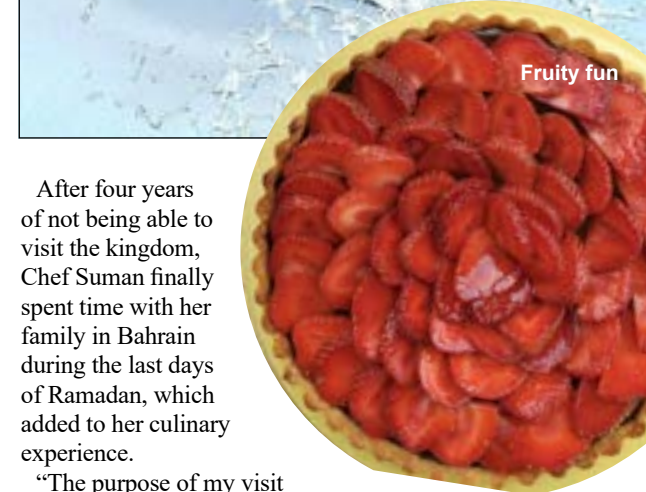 Fruity fun
After four years
of not being able to
visit the kingdom,
Chef Suman finally
spent time with her
family in Bahrain
during the last days
of Ramadan, which
added to her culinary
experience.
“The purpose of my visit